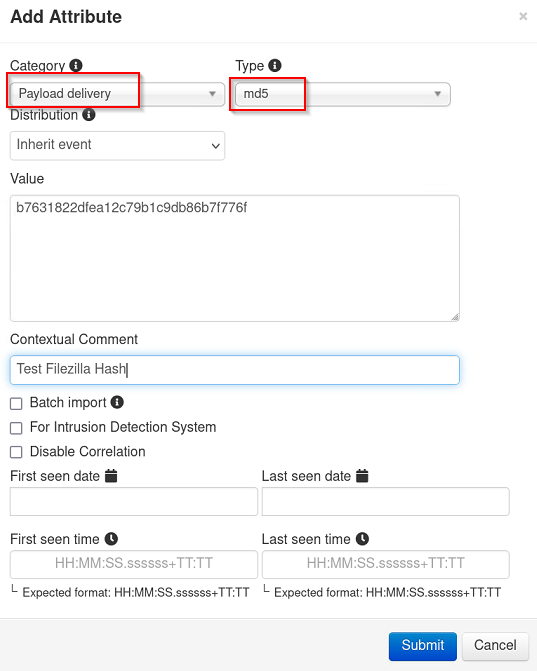 Add Attribute
×
Category Type
Payload delivery md5
Distribution
Inherit event
Value
b7631822dfea12c79b1c9db86b7f776f
Contextual Comment
Test Filezilla Hash
Batch import
For Intrusion Detection System
Disable Correlation
First seen date Last seen date
First seen time Last seen time
HH:MM:SS.ssssss+TT:TT HH:MM:SS.ssssss+TT:TT
└ Expected format: HH:MM:SS.ssssss+TT:TT └ Expected format: HH:MM:SS.ssssss+TT:TT
Submit Cancel